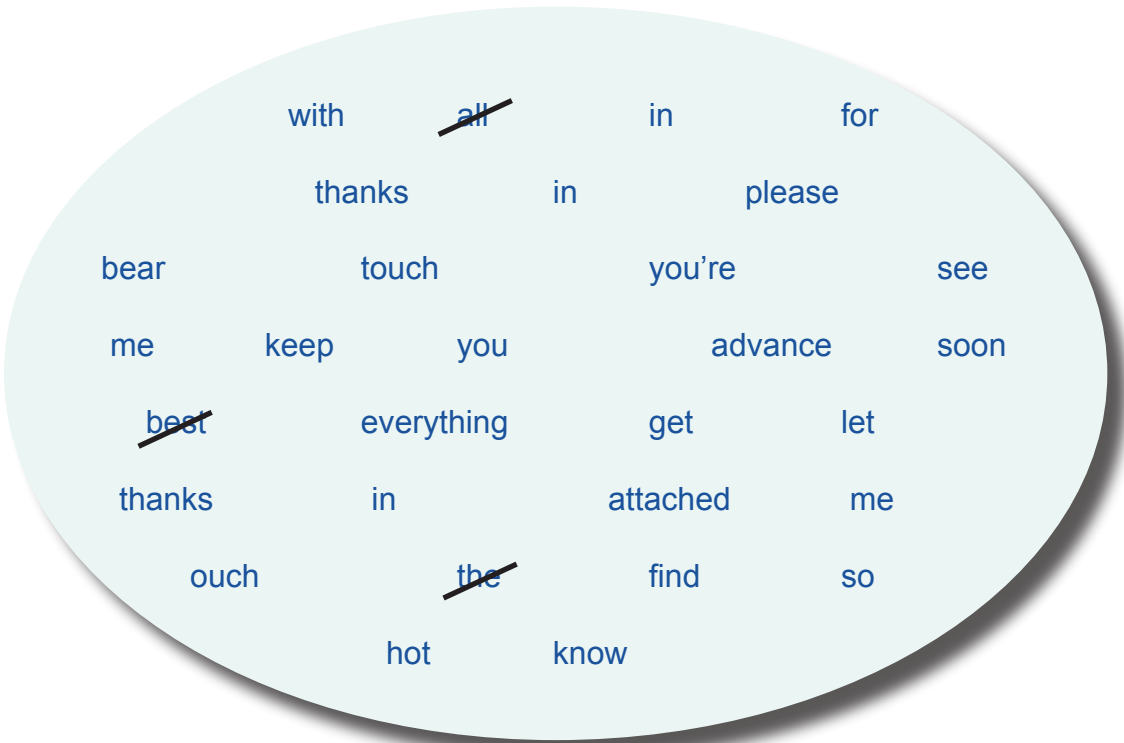 with all in for
thanks in please
bear touch you're see
me keep you advance soon
best everything get let
thanks in attached me
ouch the find so
hot know